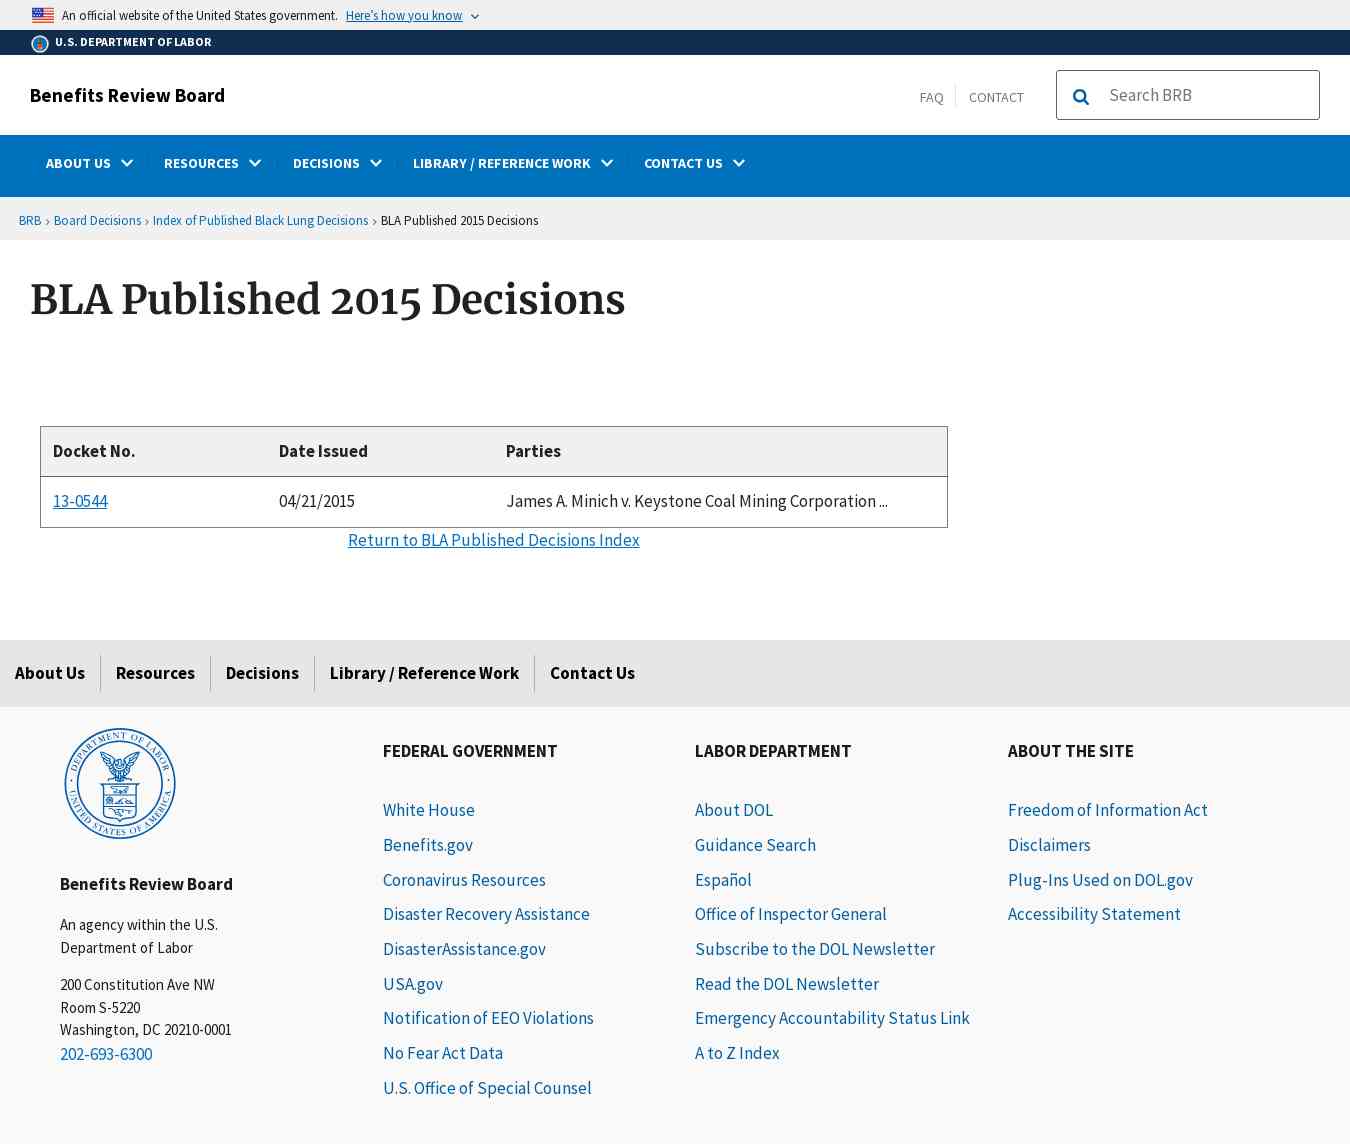 An official website of the United States government. Here's how you know
U.S. DEPARTMENT OF LABOR
Benefits Review Board
FAQ
CONTACT
Search BRB
ABOUT US
RESOURCES
DECISIONS
LIBRARY / REFERENCE WORK
CONTACT US
BRB › Board Decisions › Index of Published Black Lung Decisions › BLA Published 2015 Decisions
BLA Published 2015 Decisions
Docket No. Date Issued Parties
13-0544 04/21/2015 James A. Minich v. Keystone Coal Mining Corporation ...
Return to BLA Published Decisions Index
About Us
Resources
Decisions
Library / Reference Work
Contact Us
DEPARTMENT OF LABOR
UNITED STATES OF AMERICA
Benefits Review Board
An agency within the U.S.
Department of Labor
200 Constitution Ave NW
Room S-5220
Washington, DC 20210-0001
202-693-6300
FEDERAL GOVERNMENT
White House
Benefits.gov
Coronavirus Resources
Disaster Recovery Assistance
DisasterAssistance.gov
USA.gov
Notification of EEO Violations
No Fear Act Data
U.S. Office of Special Counsel
LABOR DEPARTMENT
About DOL
Guidance Search
Español
Office of Inspector General
Subscribe to the DOL Newsletter
Read the DOL Newsletter
Emergency Accountability Status Link
A to Z Index
ABOUT THE SITE
Freedom of Information Act
Disclaimers
Plug-Ins Used on DOL.gov
Accessibility Statement